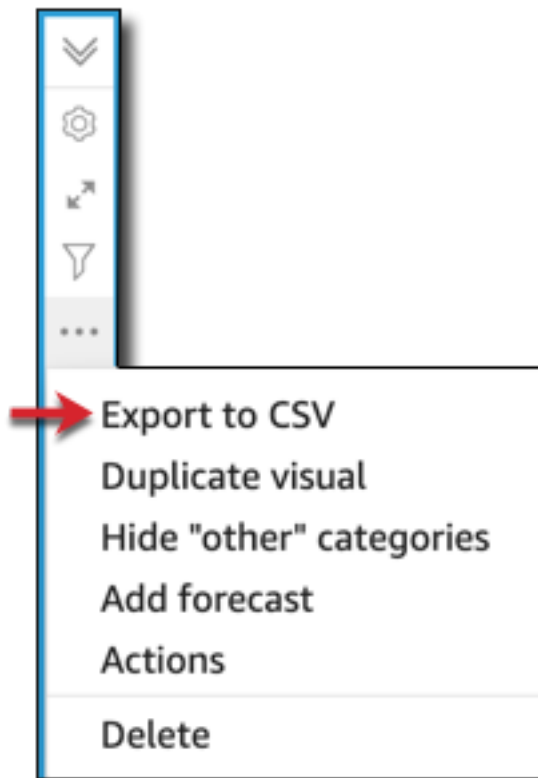 Export to CSV
Duplicate visual
Hide "other" categories
Add forecast
Actions
Delete